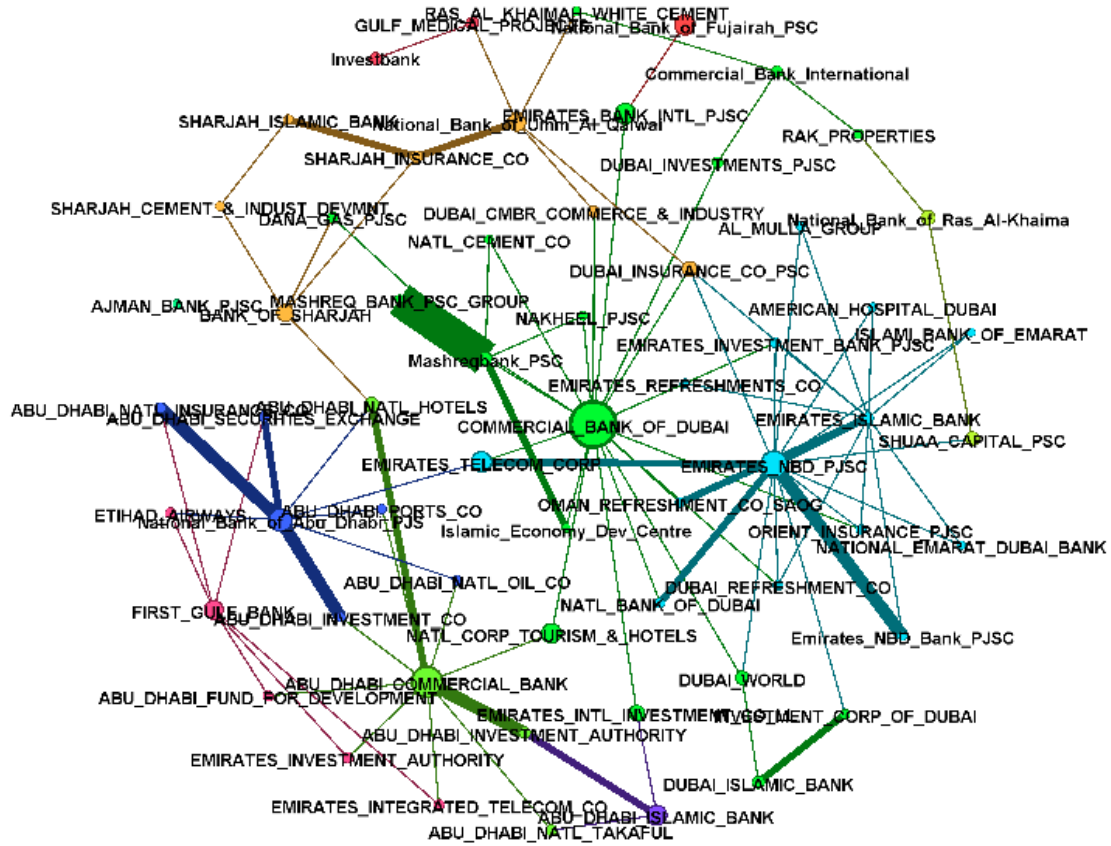 RAS_AL_KHAIMAH_WHITE_CEMENT
GULF_MEDICAL_PROJECTS
National_Bank_of_Fujairah_PSC
Investbank
Commercial_Bank_International
SHARJAH_ISLAMIC_BANK
EMIRATES_BANK_INTL_PJSC
National_Bank_of_Umm_Al_Qaiwai
RAK_PROPERTIES
SHARJAH_INSURANCE_CO
DUBAI_INVESTMENTS_PJSC
SHARJAH_CEMENT_&_INDUST_DEVMNT
DANA_GAS_PJSC
DUBAI_CMBR_COMMERCE_&_INDUSTRY
National_Bank_of_Ras_Al-Khaima
AL_MULLA_GROUP
NATL_CEMENT_CO
DUBAI_INSURANCE_CO_PSC
AJMAN_BANK_PJSC
MASHREQ_BANK_PSC_GROUP
BANK_OF_SHARJAH
AMERICAN_HOSPITAL_DUBAI
NAKHEEL_PJSC
ISLAMI_BANK_OF_EMARAT
EMIRATES_INVESTMENT_BANK_PJSC
Mashreqbank_PSC
EMIRATES_REFRESHMENTS_CO
ABU_DHABI_NATL_INSURANCE_CO
ABU_DHABI_NATL_HOTELS
ABU_DHABI_SECURITIES_EXCHANGE
COMMERCIAL_BANK_OF_DUBAI
EMIRATES_ISLAMIC_BANK
SHUAA_CAPITAL_PSC
EMIRATES_TELECOM_CORP
EMIRATES_NBD_PJSC
OMAN_REFRESHMENT_CO_SAOG
ETIHAD_AIRWAYS
ABU_DHABI_PORTS_CO
National_Bank_of_Abu_Dhabi_PJS
Islamic_Economy_Dev_Centre
ORIENT_INSURANCE_PJSC
NATIONAL_EMARAT_DUBAI_BANK
ABU_DHABI_NATL_OIL_CO
DUBAI_REFRESHMENT_CO
FIRST_GULF_BANK
ABU_DHABI_INVESTMENT_CO
NATL_BANK_OF_DUBAI
NATL_CORP_TOURISM_&_HOTELS
Emirates_NBD_Bank_PJSC
ABU_DHABI_COMMERCIAL_BANK
DUBAI_WORLD
ABU_DHABI_FUND_FOR_DEVELOPMENT
EMIRATES_INTL_INVESTMENT_CO
INVESTMENT_CORP_OF_DUBAI
ABU_DHABI_INVESTMENT_AUTHORITY
EMIRATES_INVESTMENT_AUTHORITY
DUBAI_ISLAMIC_BANK
EMIRATES_INTEGRATED_TELECOM_CO
ABU_DHABI_ISLAMIC_BANK
ABU_DHABI_NATL_TAKAFUL